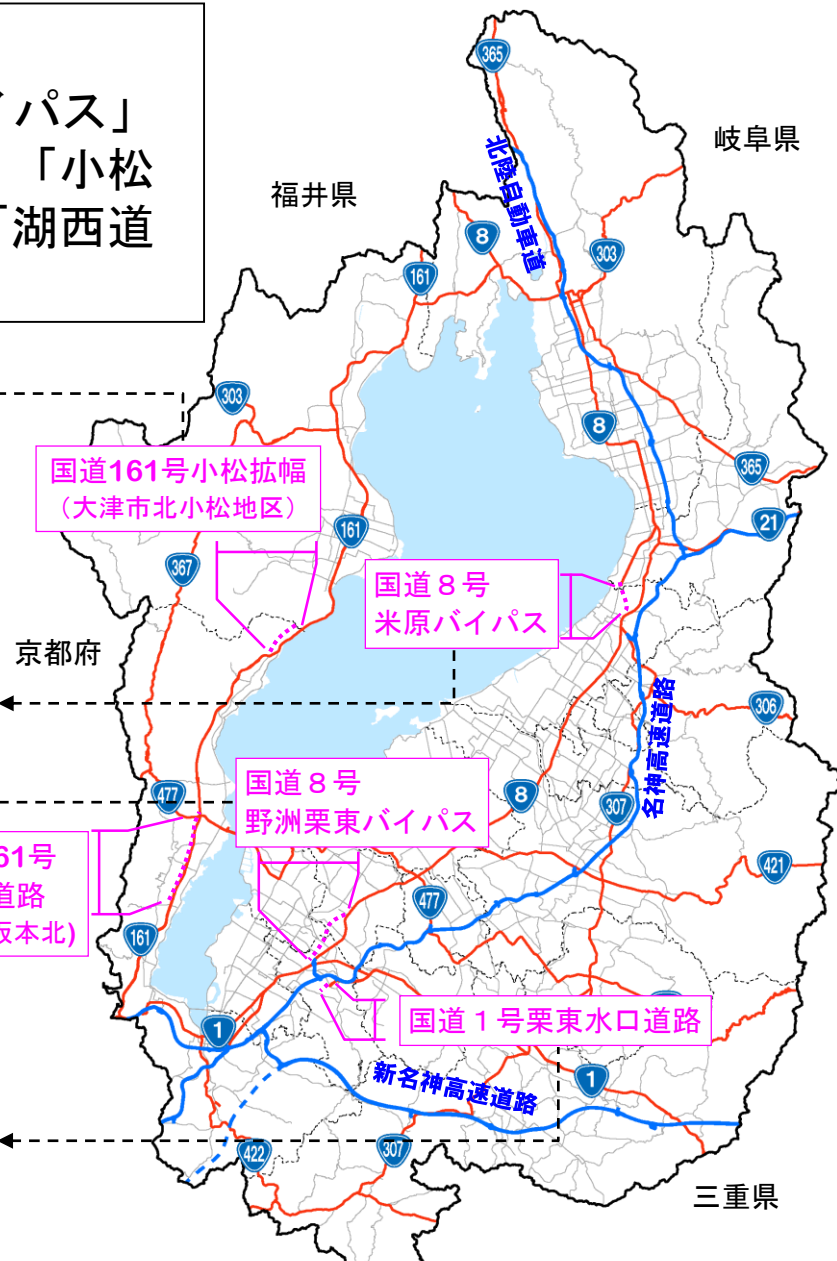 イパス」
「小松
「湖西道
福井県
岐阜県
365
北陸自動車道
8
303
161
303
8
365
21
国道161号小松拡幅
（大津市北小松地区）
161
367
国道８号
米原バイパス
京都府
306
名神高速道路
477
国道８号
野洲栗東バイパス
8
307
61号
道路
坂本北)
421
477
161
1
国道１号栗東水口道路
新名神高速道路
1
422
307
三重県